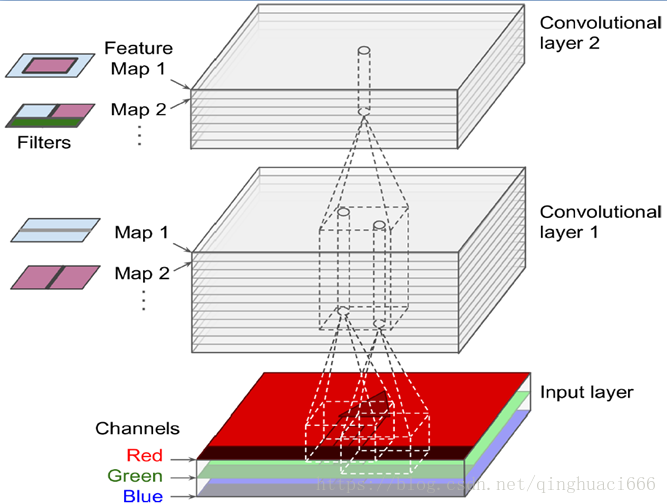 Convolutional
layer 2
Feature
Map 1
Map 2
Filters
Convolutional
layer 1
Map 1
Map 2
Input layer
Channels
Red
Green
Blue
https://blog.csdn.net/qinghuaci666